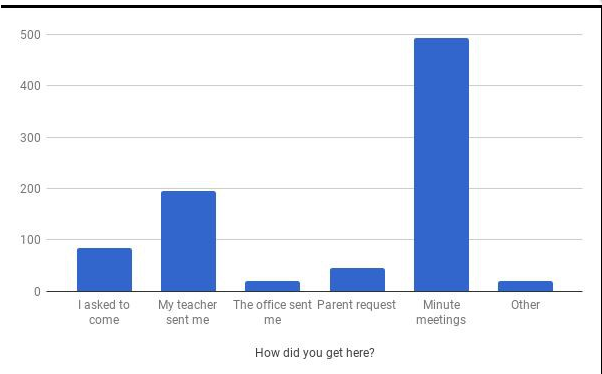 500
400
300
200
100
0
I asked to come
My teacher sent me
The office sent me
Parent request
Minute meetings
Other
How did you get here?